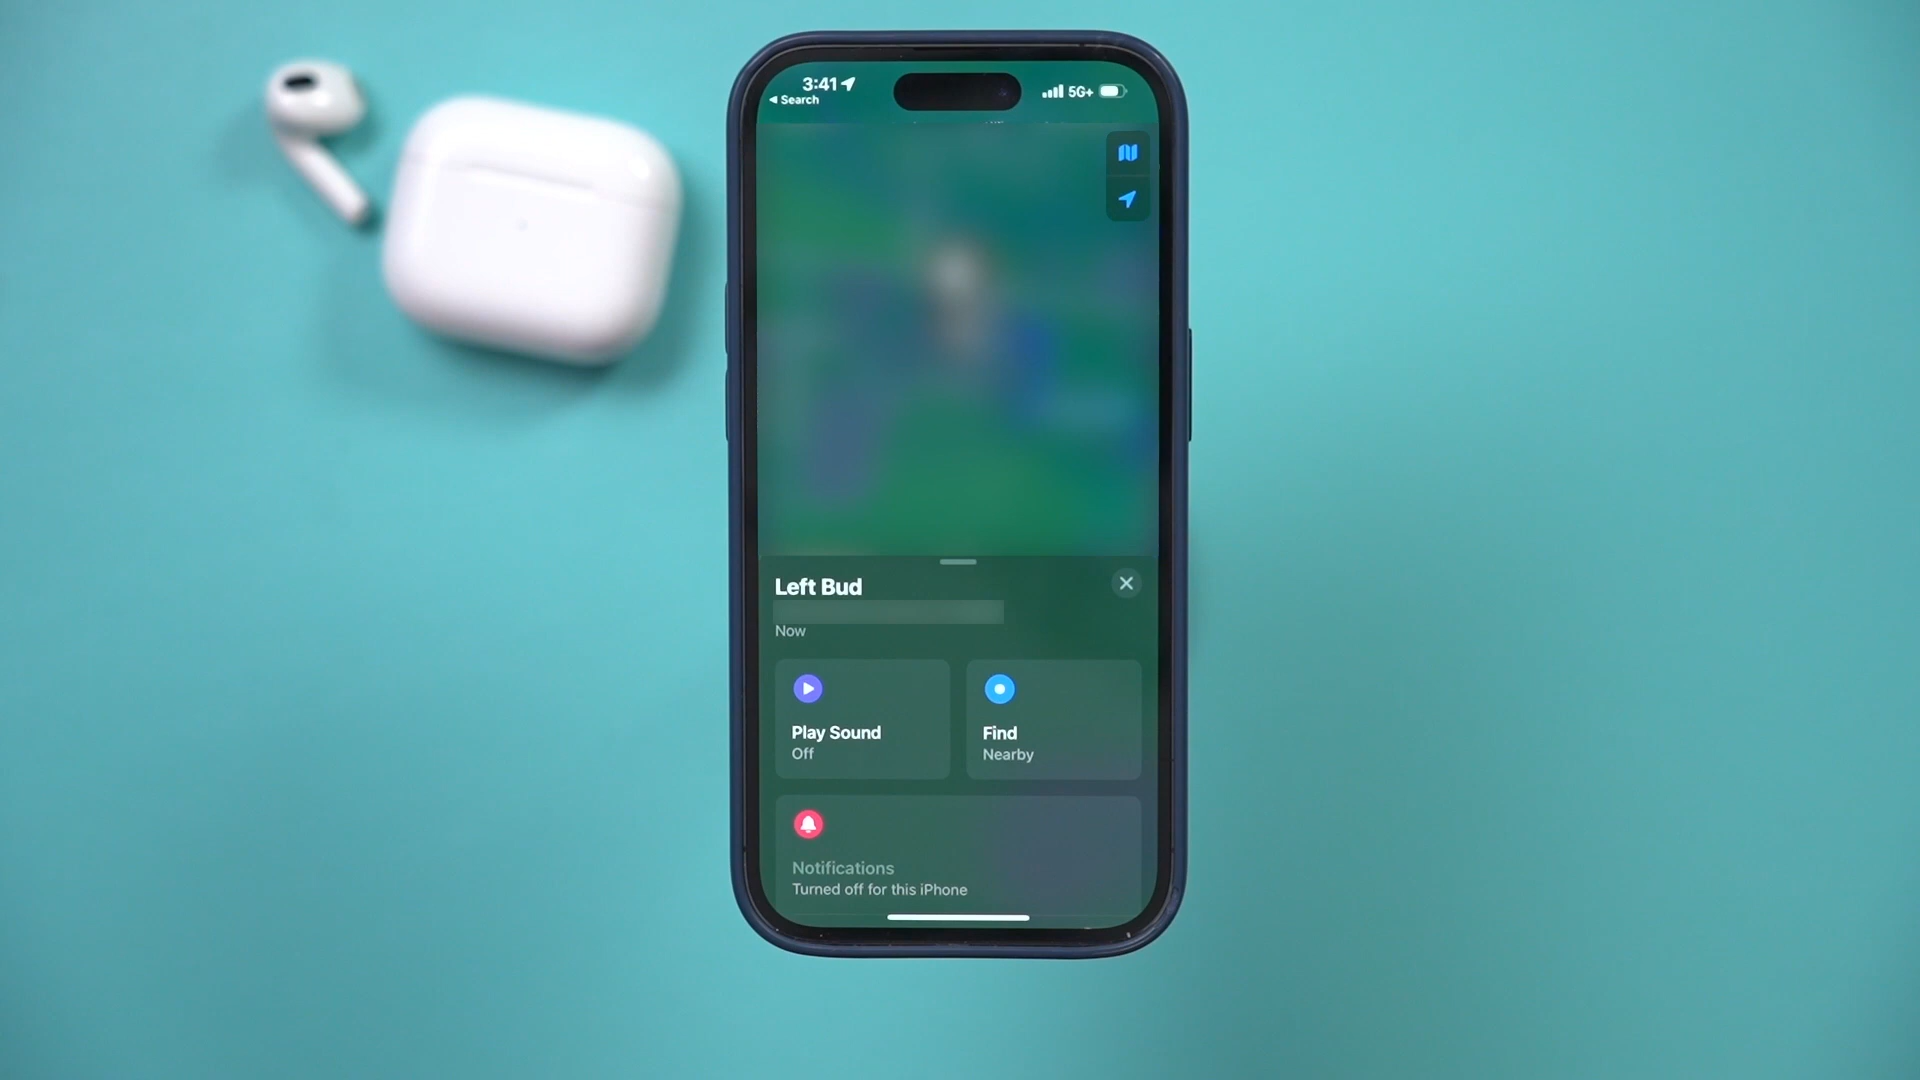 3:41
Search
5G+
Left Bud
Now
Play Sound
Off
Find
Nearby
Notifications
Turned off for this iPhone